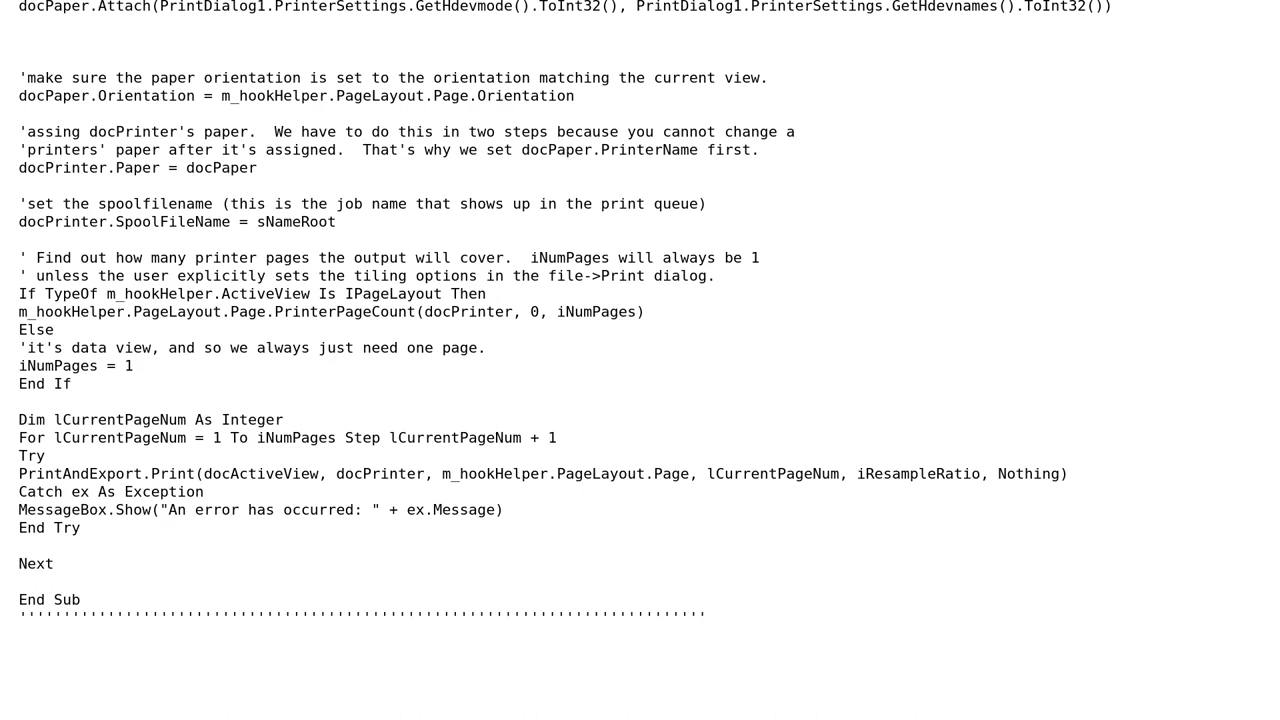 docPaper.Attach(PrintDialog1.PrinterSettings.GetHdevmode().ToInt32(), PrintDialog1.PrinterSettings.GetHdevnames().ToInt32())
'make sure the paper orientation is set to the orientation matching the current view.
docPaper.Orientation = m_hookHelper.PageLayout.Page.Orientation
'assing docPrinter's paper.  We have to do this in two steps because you cannot change a
'printers' paper after it's assigned.  That's why we set docPaper.PrinterName first.
docPrinter.Paper = docPaper
'set the spoolfilename (this is the job name that shows up in the print queue)
docPrinter.SpoolFileName = sNameRoot
' Find out how many printer pages the output will cover.  iNumPages will always be 1
' unless the user explicitly sets the tiling options in the file->Print dialog.
If TypeOf m_hookHelper.ActiveView Is IPageLayout Then
m_hookHelper.PageLayout.Page.PrinterPageCount(docPrinter, 0, iNumPages)
Else
'it's data view, and so we always just need one page.
iNumPages = 1
End If
Dim lCurrentPageNum As Integer
For lCurrentPageNum = 1 To iNumPages Step lCurrentPageNum + 1
Try
PrintAndExport.Print(docActiveView, docPrinter, m_hookHelper.PageLayout.Page, lCurrentPageNum, iResampleRatio, Nothing)
Catch ex As Exception
MessageBox.Show("An error has occurred: " + ex.Message)
End Try
Next
End Sub
''''''''''''''''''''''''''''''''''''''''''''''''''''''''''''''''''''''''''''''